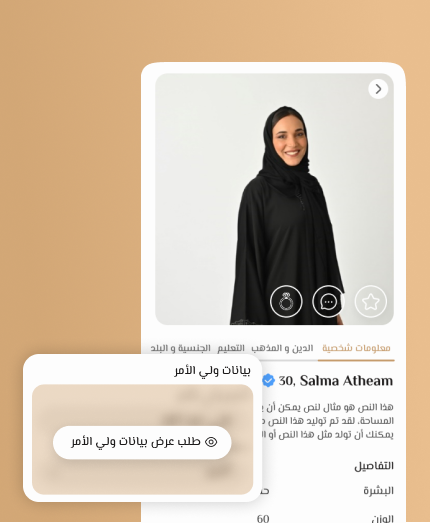 معلومات شخصية الدين و المذهب التعليم الجنسية و البلد
30, Salma Atheam
هذا النص هو مثال لنص يمكن أن
المساحة، لقد تم توليد هذا النص
يمكنك أن تولد مثل هذا النص أو
التفاصيل
البشرة
الوزن 60
بيانات ولي الأمر
طلب عرض بيانات ولي الأمر